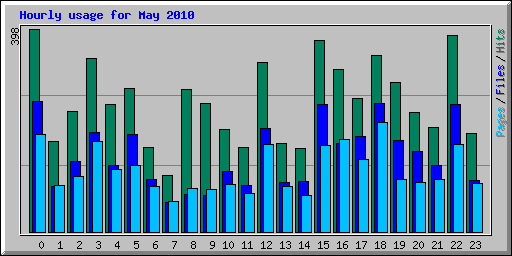 Hourly usage for May 2010
398
Pages / Files / Hits
0 1 2 3 4 5 6 7 8 9 10 11 12 13 14 15 16 17 18 19 20 21 22 23